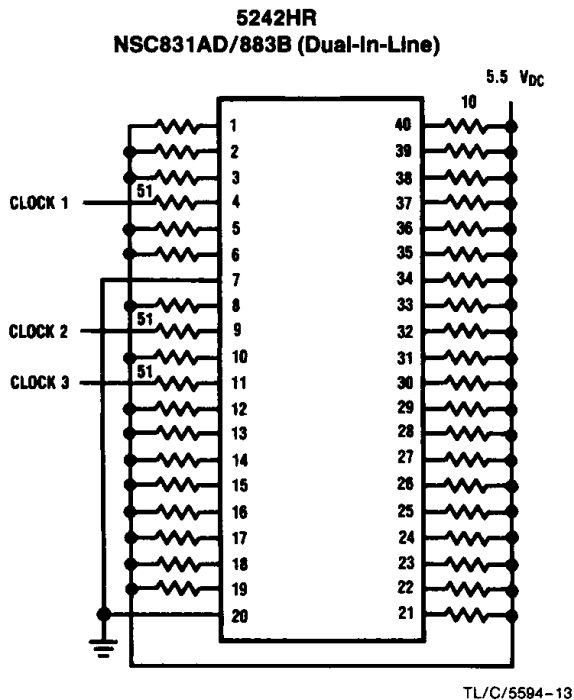 5242HR
NSC831AD/883B (Dual-In-Line)
5.5 VDC
10
1 40
2 39
3 38
CLOCK 1 51 4 37
5 36
6 35
7 34
8 33
CLOCK 2 51 9 32
10 31
CLOCK 3 51 11 30
12 29
13 28
14 27
15 26
16 25
17 24
18 23
19 22
20 21
TL/C/5594-13